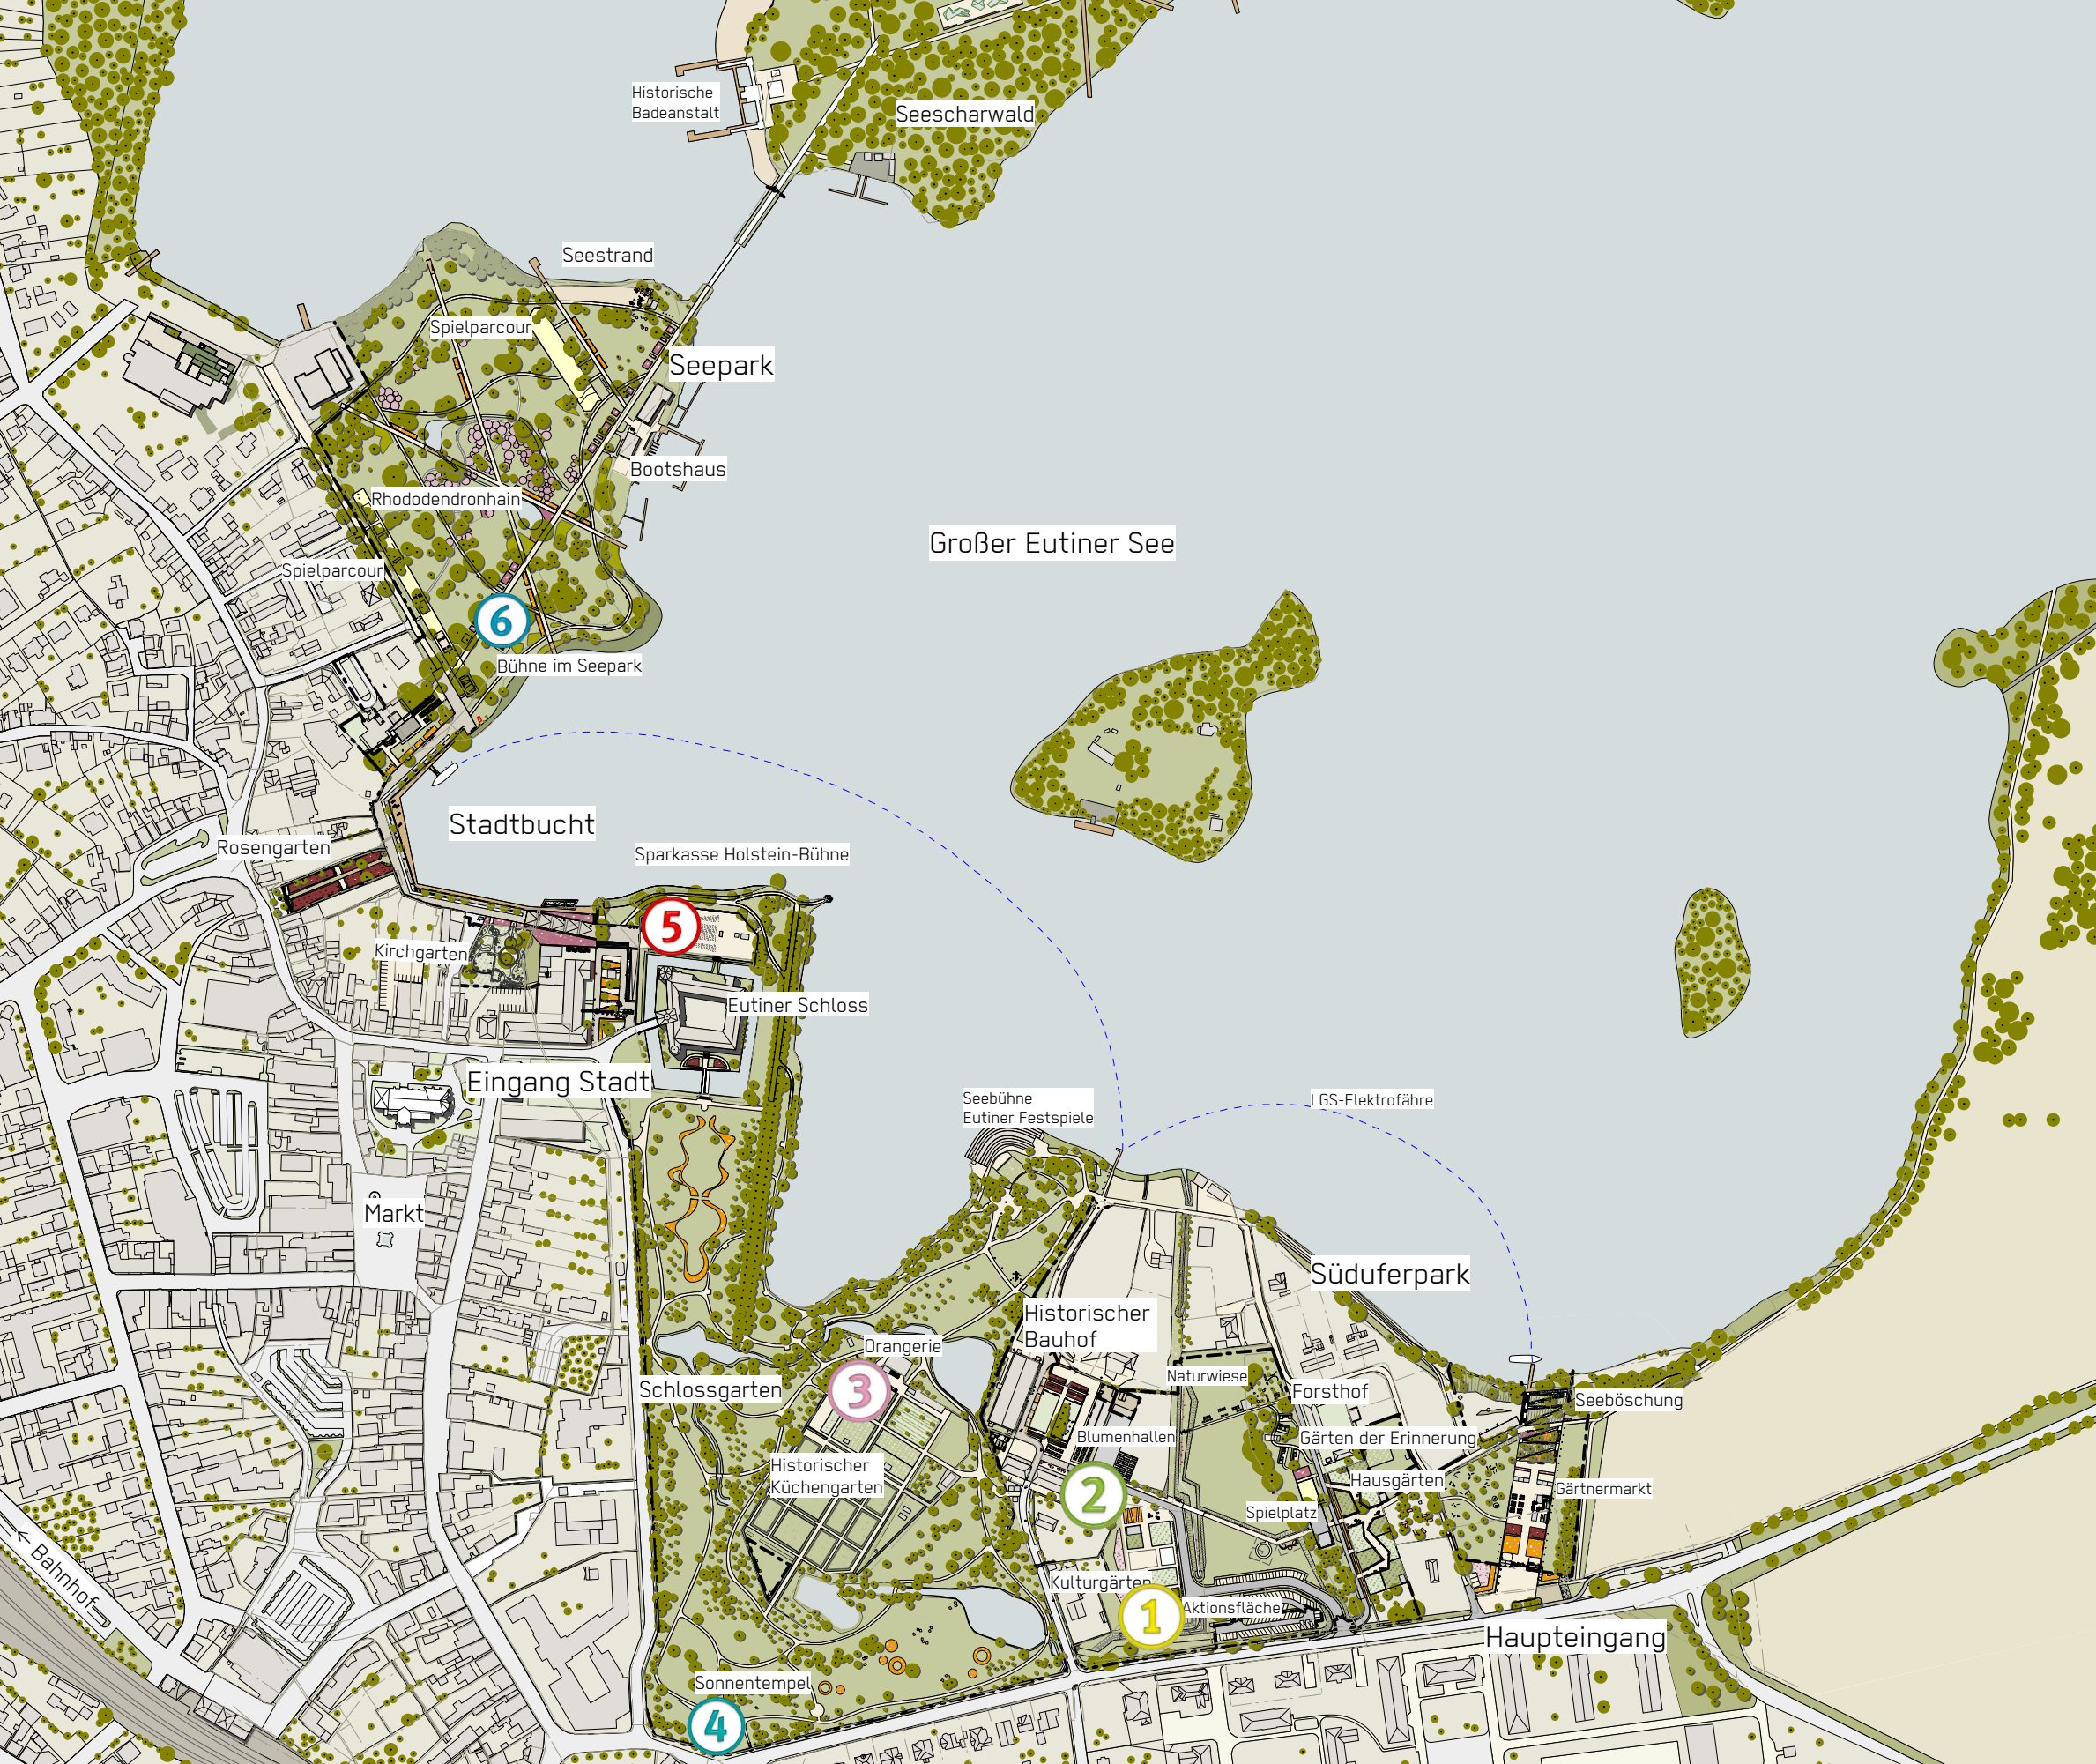 Historische
Badeanstalt
Seescharwald
Seestrand
Spielparcour
Seepark
Bootshaus
Rhododendronhain
Großer Eutiner See
Spielparcour
6
Bühne im Seepark
Stadtbucht
Rosengarten
Sparkasse Holstein-Bühne
5
Kirchgarten
Eutiner Schloss
Eingang Stadt
Seebühne
Eutiner Festspiele
LGS-Elektrofähre
Markt
Süduferpark
Historischer
Bauhof
Orangerie
Schlossgarten
3
Naturwiese
Forsthof
Seeböschung
Blumenhallen
Gärten der Erinnerung
Historischer
Küchengarten
Hausgärten
Gärtnermarkt
2
Spielplatz
← Bahnhof
Kulturgärten
1
Aktionsfläche
Haupteingang
Sonnentempel
4